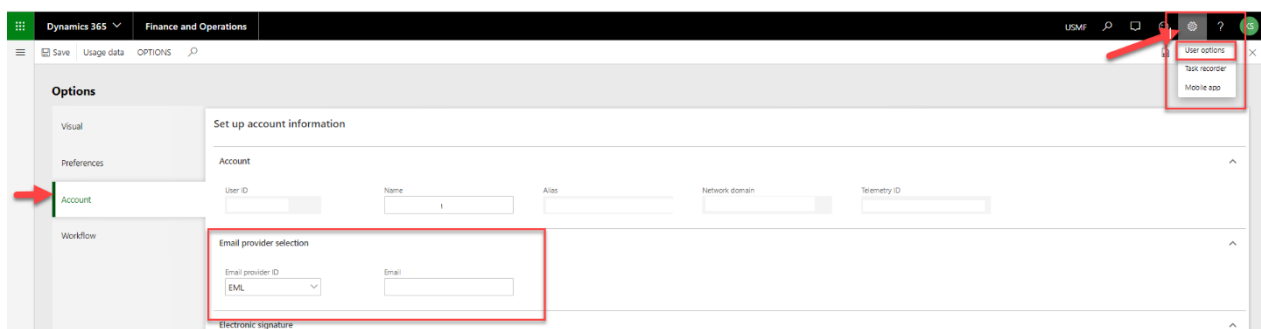 Dynamics 365 Finance and Operations USMF ? KS
Save Usage data OPTIONS
User options
Task recorder
Mobile app
Options
Visual
Preferences
Account
Workflow
Set up account information
Account
User ID Name Alias Network domain Telemetry ID
Email provider selection
Email provider ID Email
EML
Electronic signature